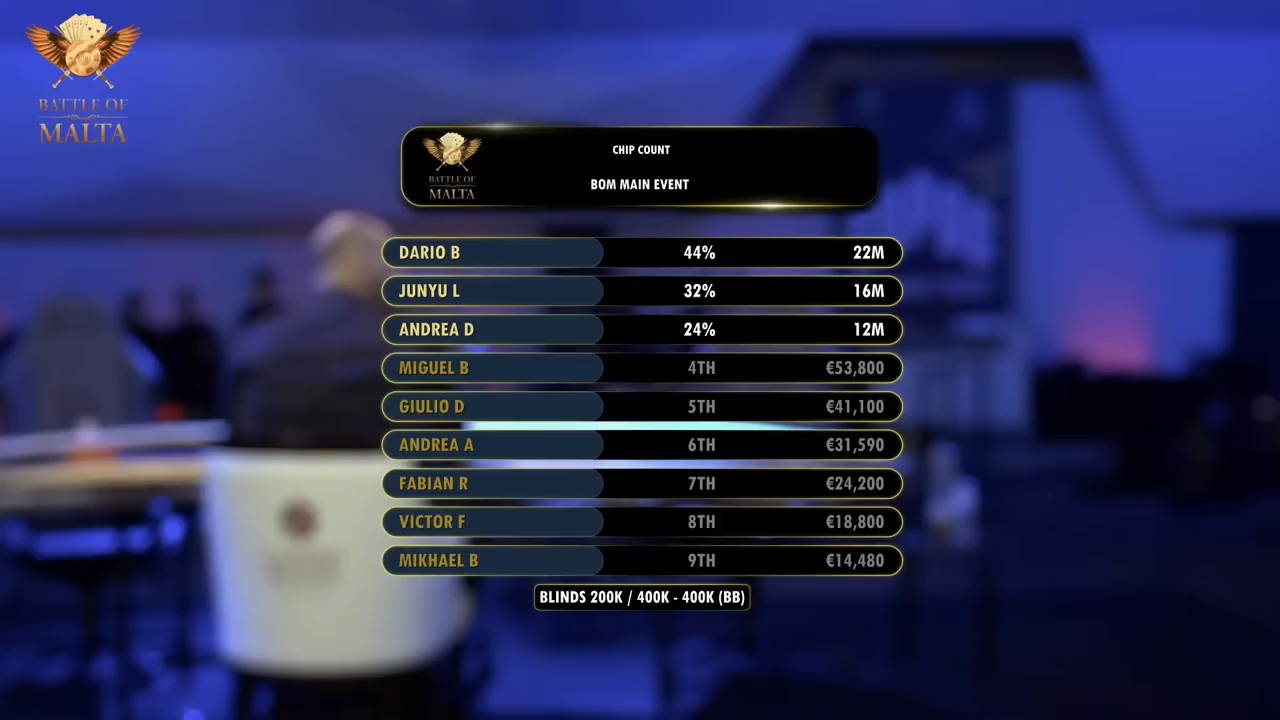 BATTLE OF
MALTA
CHIP COUNT
BATTLE OF
MALTA
BOM MAIN EVENT
DARIO B 44% 22M
JUNYU L 32% 16M
ANDREA D 24% 12M
MIGUEL B 4TH €53,800
GIULIO D 5TH €41,100
ANDREA A 6TH €31,590
FABIAN R 7TH €24,200
VICTOR F 8TH €18,800
MIKHAEL B 9TH €14,480
BLINDS 200K / 400K - 400K (BB)